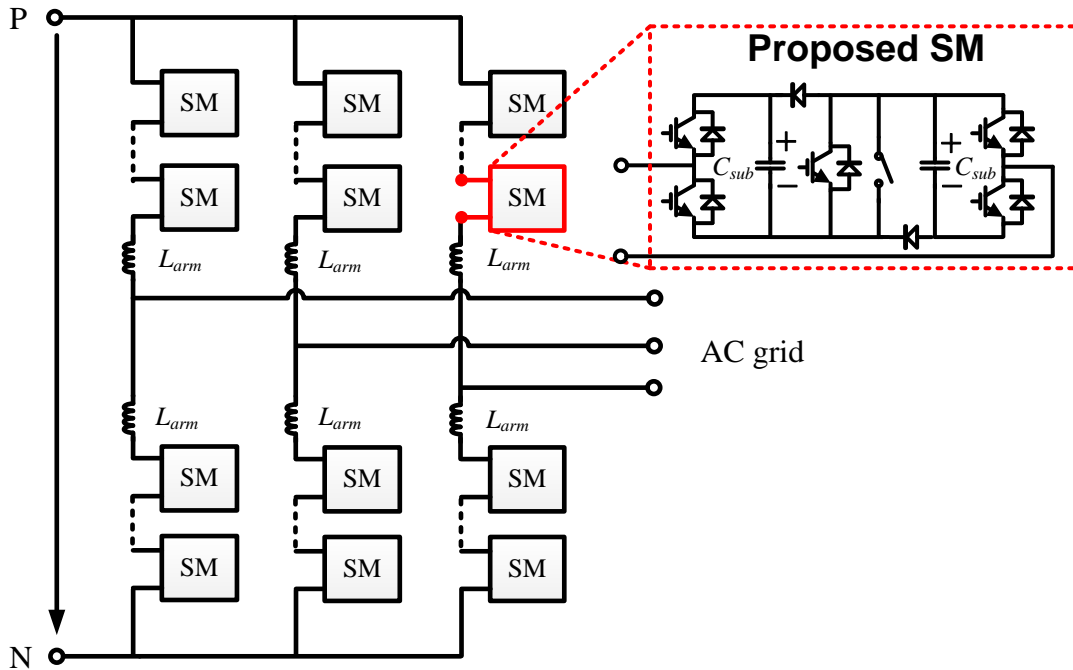 P
Proposed SM
SM
SM
SM
+
+
C_sub
C_sub
−
−
SM
SM
SM
L_arm
L_arm
L_arm
AC grid
L_arm
L_arm
L_arm
SM
SM
SM
SM
SM
SM
N